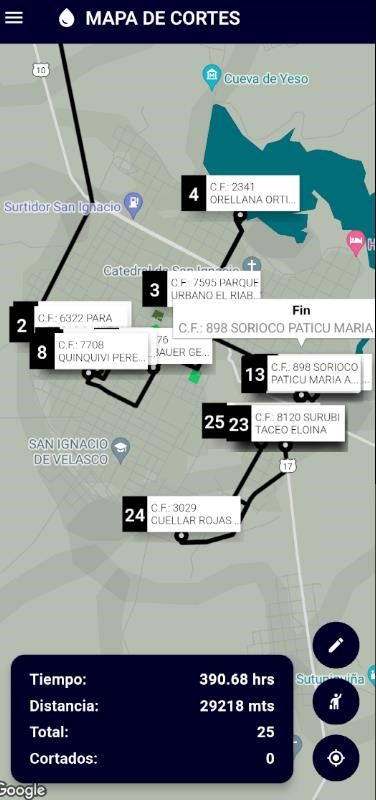 MAPA DE CORTES
10
Cueva de Yeso
4
C.F.: 2341
ORELLANA ORTI...
Surtidor San Ignacio
Catedral de San Ignacio
3
C.F.: 7595 PARQUE
URBANO EL RIAB...
Fin
C.F.: 898 SORIOCO PATICU MARIA
2
C.F.: 6322 PARA
8
C.F.: 7708
QUINQUIVI PERE...
76
BAUER GE...
13
C.F.: 898 SORIOCO
PATICU MARIA A...
25
23
C.F.: 8120 SURUBI
TACEO ELOINA
SAN IGNACIO
DE VELASCO
17
24
C.F.: 3029
CUELLAR ROJAS...
Tiempo: 390.68 hrs
Distancia: 29218 mts
Total: 25
Cortados: 0
Google